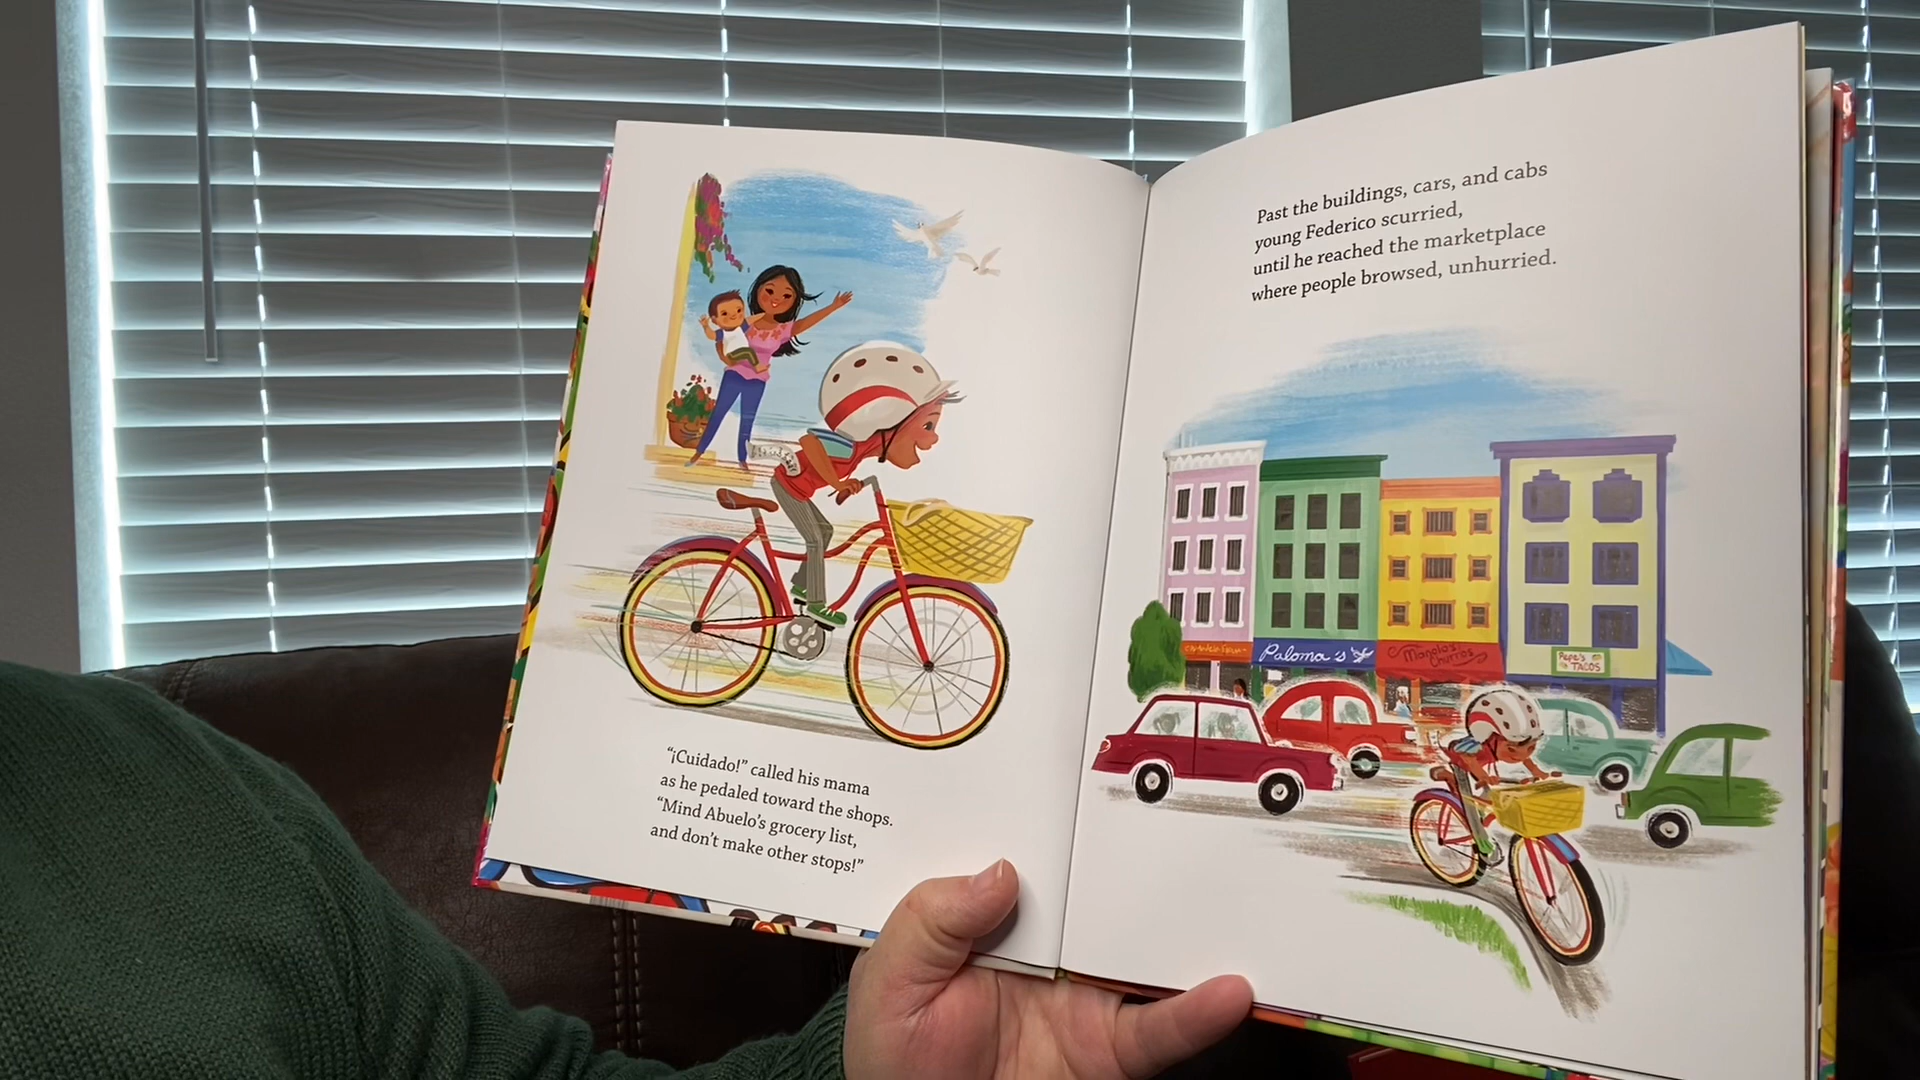 “¡Cuidado!” called his mama
as he pedaled toward the shops.
“Mind Abuelo’s grocery list,
and don’t make other stops!”
Past the buildings, cars, and cabs
young Federico scurried,
until he reached the marketplace
where people browsed, unhurried.
Paloma's
Manolo's
Churros
Pepe's
TACOS